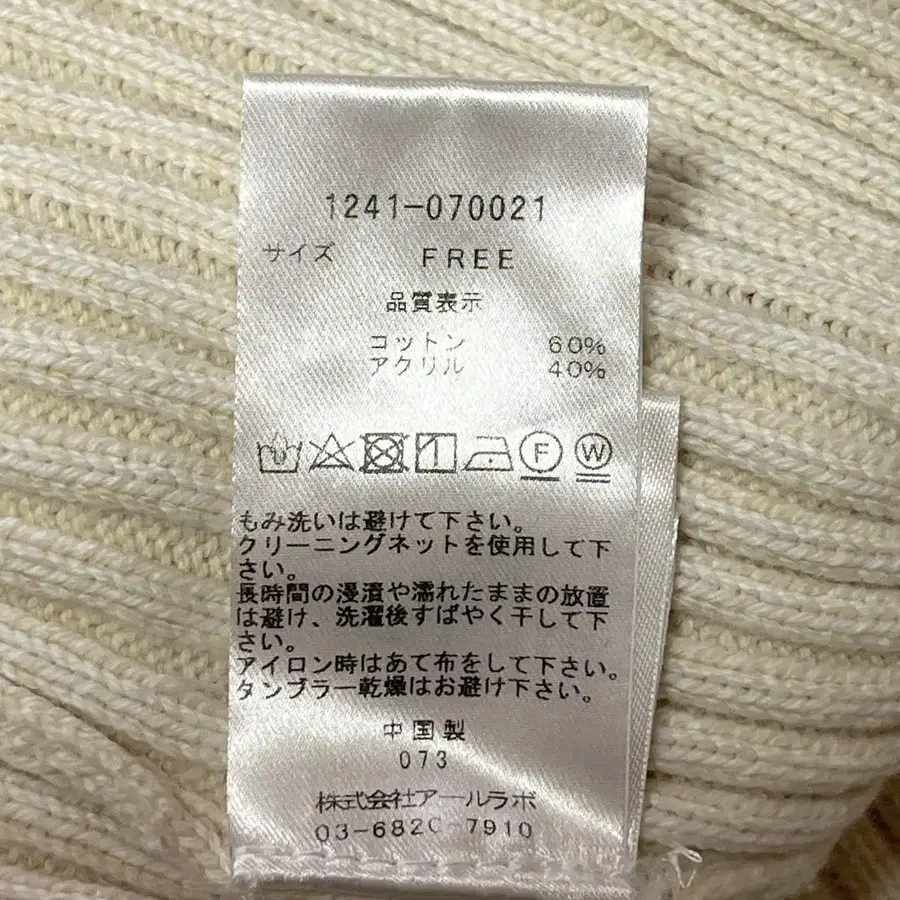 1241-070021
サイズ FREE
品質表示
コットン 60%
アクリル 40%
F W
もみ洗いは避けて下さい。
クリーニングネットを使用して下
さい。
長時間の浸漬や濡れたままの放置
は避け、洗濯後すばやく干して下
さい。
アイロン時はあて布をして下さい。
タンブラー乾燥はお避け下さい。
中国製
073
株式会社アールラボ
03-6820-7910